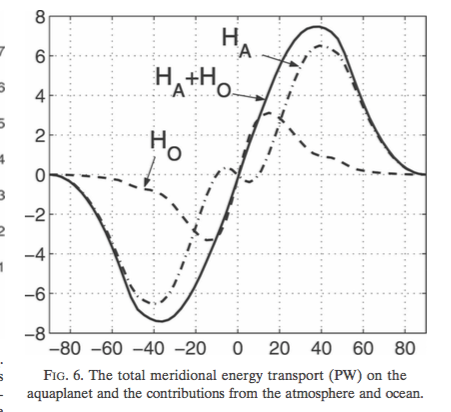 8
6
4
2
0
−2
−4
−6
−8
H_A
H_A+H_O
H_O
−80 −60 −40 −20 0 20 40 60 80
FIG. 6. The total meridional energy transport (PW) on the
aquaplanet and the contributions from the atmosphere and ocean.